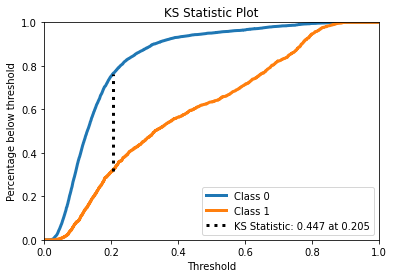 KS Statistic Plot
Percentage below threshold
1.0
0.8
0.6
0.4
0.2
0.0
Class 0
Class 1
KS Statistic: 0.447 at 0.205
0.0 0.2 0.4 0.6 0.8 1.0
Threshold